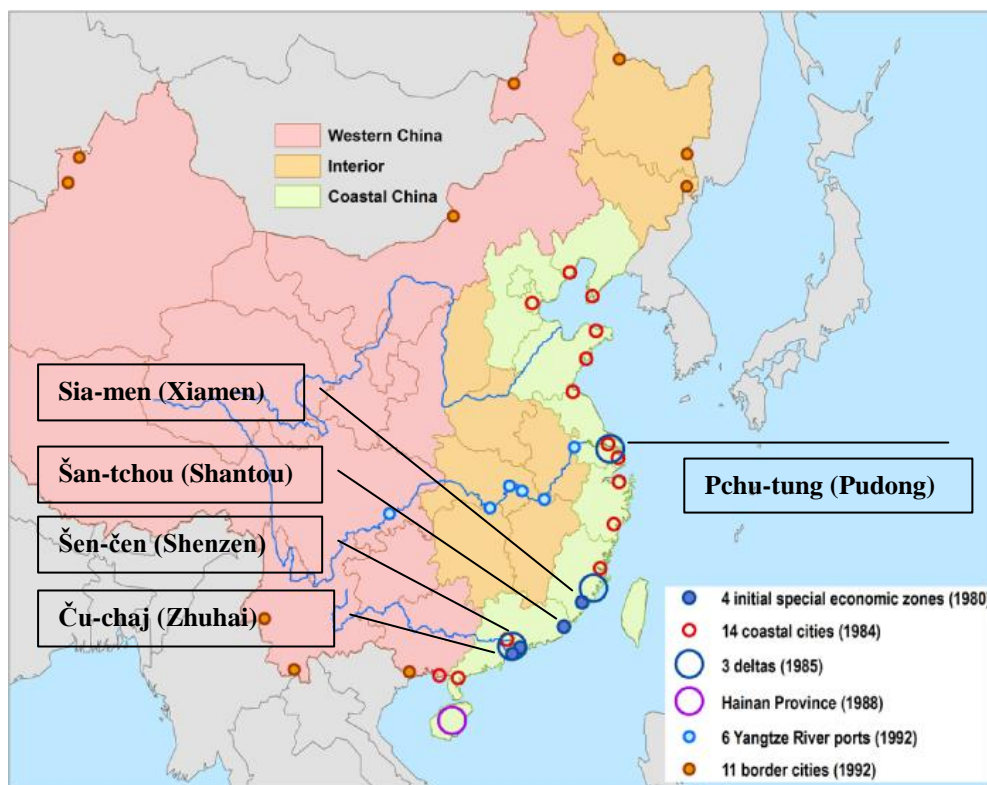 Western China
Interior
Coastal China
Sia-men (Xiamen)
Šan-tchou (Shantou)
Pchu-tung (Pudong)
Šen-čen (Shenzen)
Ču-chaj (Zhuhai)
4 initial special economic zones (1980)
14 coastal cities (1984)
3 deltas (1985)
Hainan Province (1988)
6 Yangtze River ports (1992)
11 border cities (1992)